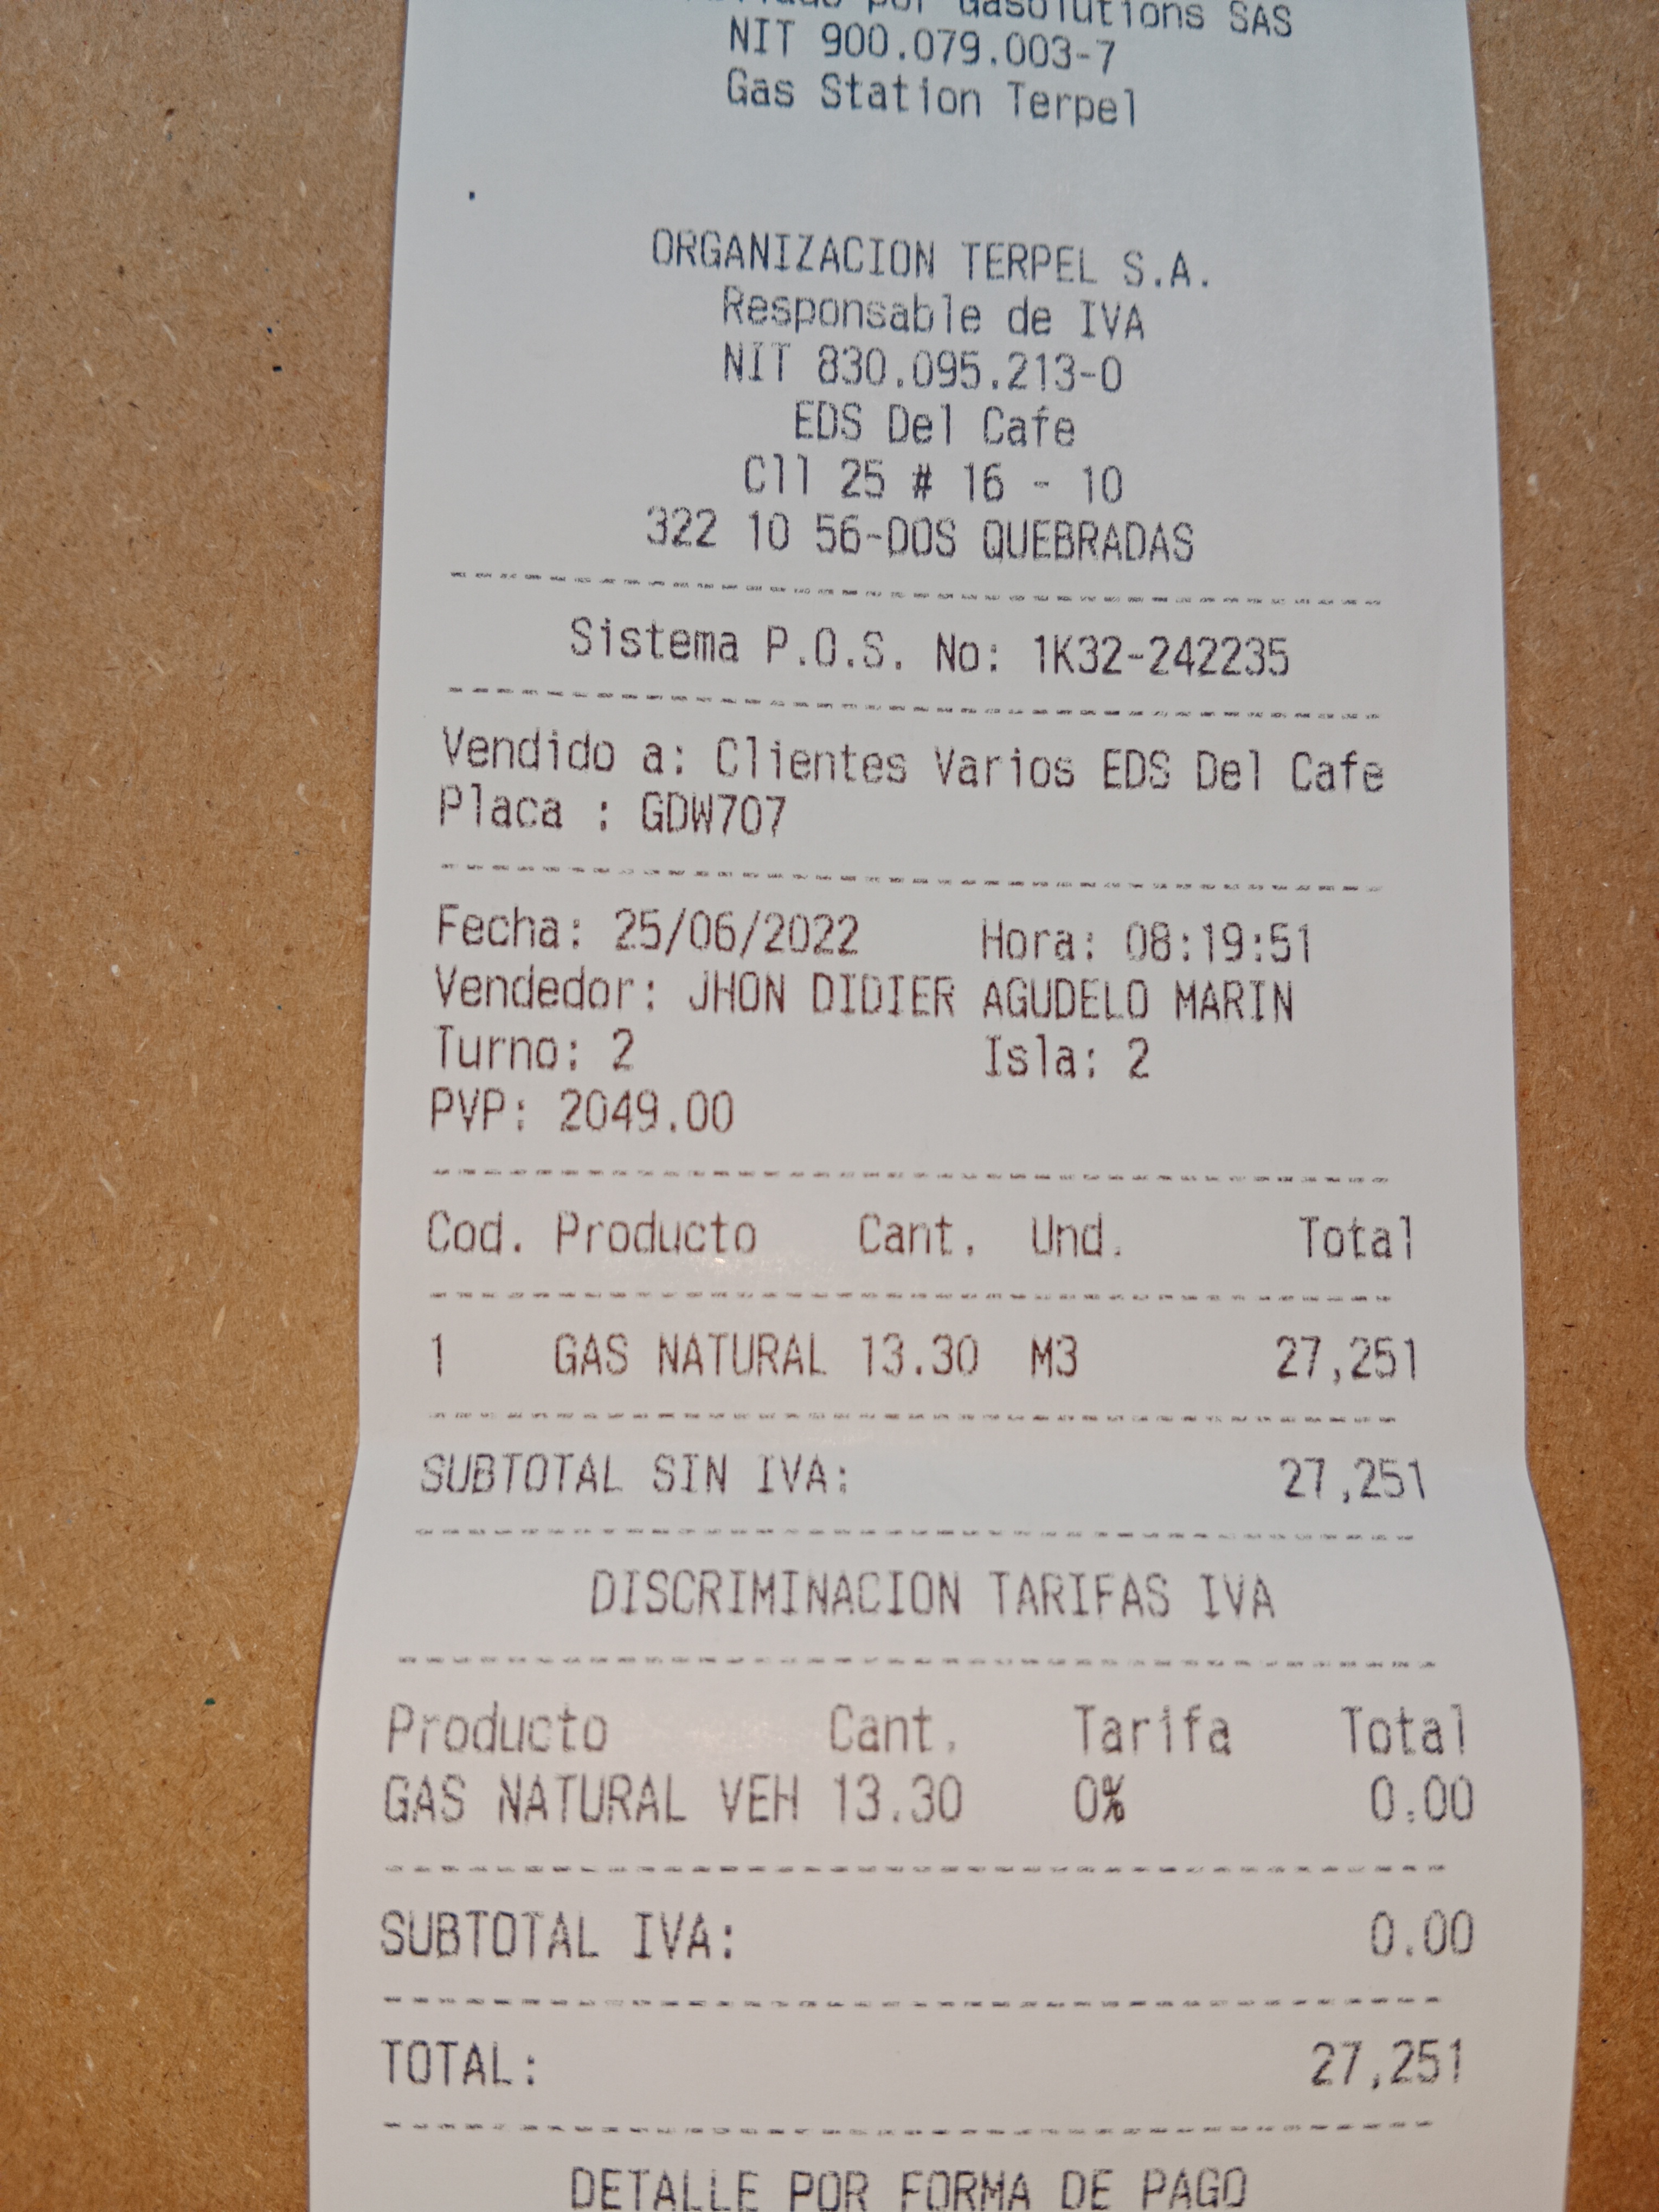 por Gasolutions SAS
NIT 900.079.003-7
Gas Station Terpel
ORGANIZACION TERPEL S.A.
Responsable de IVA
NIT 830.095.213-0
EDS Del Cafe
Cll 25 # 16 - 10
322 10 56-DOS QUEBRADAS
Sistema P.O.S. No: 1K32-242235
Vendido a: Clientes Varios EDS Del Cafe
Placa : GDW707
Fecha: 25/06/2022 Hora: 08:19:51
Vendedor: JHON DIDIER AGUDELO MARIN
Turno: 2 Isla: 2
PVP: 2049.00
Cod. Producto Cant. Und. Total
1 GAS NATURAL 13.30 M3 27,251
SUBTOTAL SIN IVA: 27,251
DISCRIMINACION TARIFAS IVA
Producto Cant. Tarifa Total
GAS NATURAL VEH 13.30 0% 0.00
SUBTOTAL IVA: 0.00
TOTAL: 27,251
DETALLE POR FORMA DE PAGO